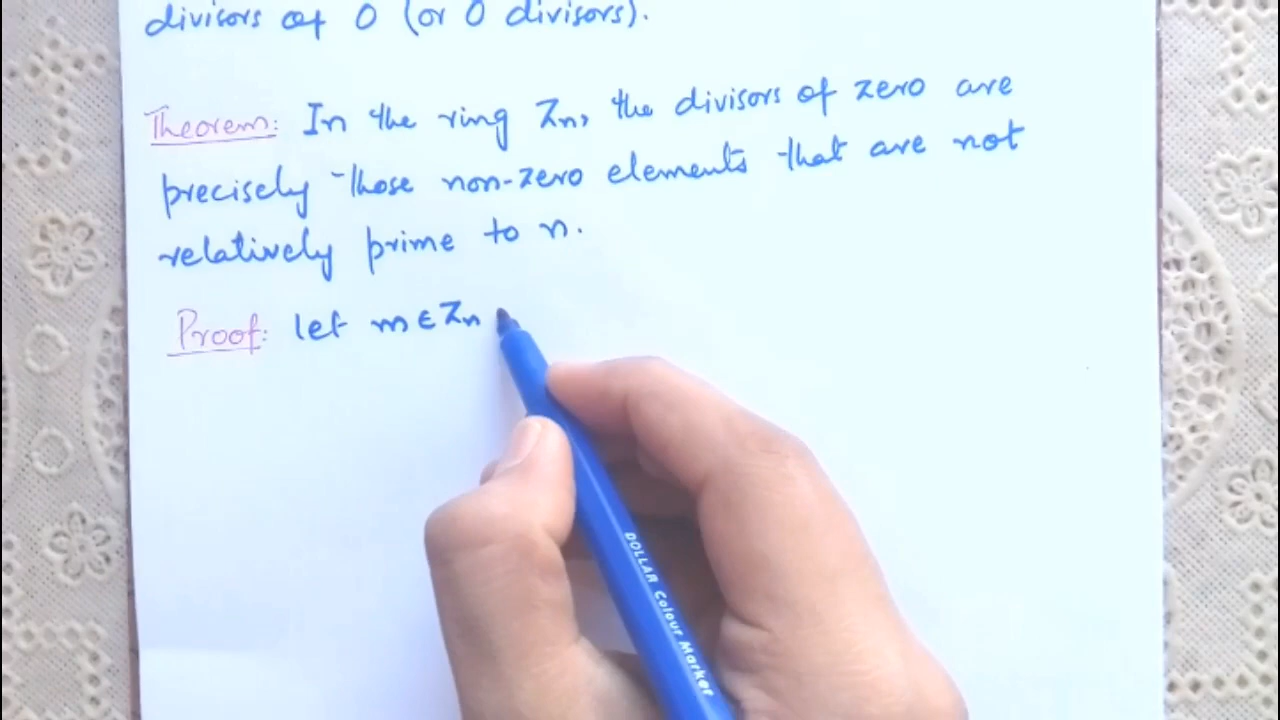 divisors of 0 (or 0 divisors).
Theorem: In the ring Zn, the divisors of zero are
precisely those non-zero elements that are not
relatively prime to n.
Proof: let m ∈ Zn
DOLLAR Colour Marker